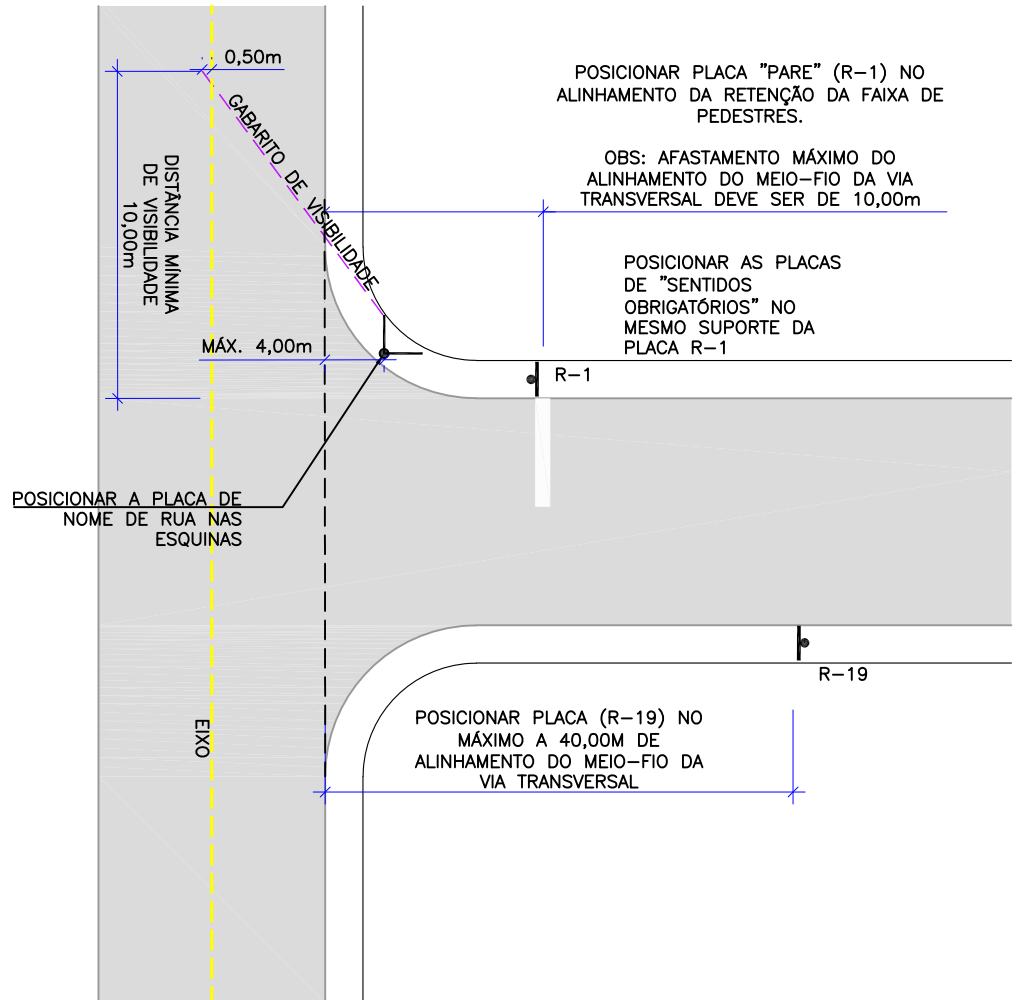 0,50m
POSICIONAR PLACA "PARE" (R-1) NO
ALINHAMENTO DA RETENÇÃO DA FAIXA DE
PEDESTRES.
GABARITO DE VISIBILIDADE
OBS: AFASTAMENTO MÁXIMO DO
ALINHAMENTO DO MEIO-FIO DA VIA
TRANSVERSAL DEVE SER DE 10,00m
DISTÂNCIA MÍNIMA
DE VISIBILIDADE
10,00m
POSICIONAR AS PLACAS
DE "SENTIDOS
OBRIGATÓRIOS" NO
MESMO SUPORTE DA
PLACA R-1
MÁX. 4,00m
R-1
POSICIONAR A PLACA DE
NOME DE RUA NAS
ESQUINAS
R-19
EIXO
POSICIONAR PLACA (R-19) NO
MÁXIMO A 40,00M DE
ALINHAMENTO DO MEIO-FIO DA
VIA TRANSVERSAL